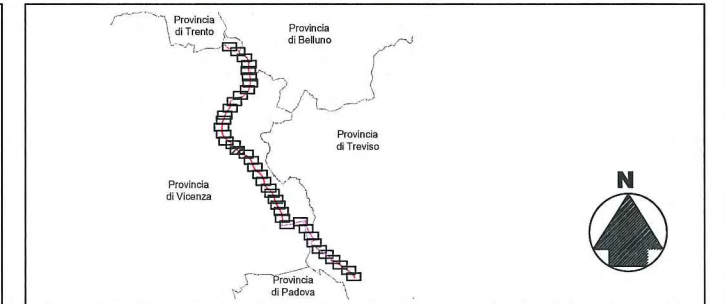 Provincia
di Trento
Provincia
di Belluno
Provincia
di Treviso
Provincia
di Vicenza
N
Provincia
di Padova